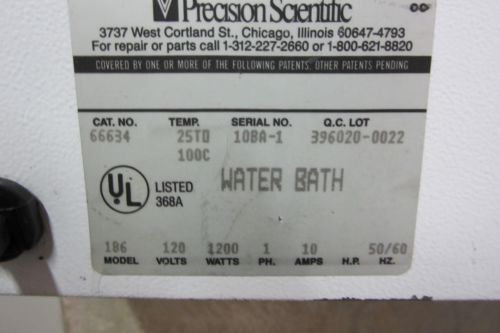 Precision Scientific
3737 West Cortland St., Chicago, Illinois 60647-4793
For repair or parts call 1-312-227-2660 or 1-800-621-8820
COVERED BY ONE OR MORE OF THE FOLLOWING PATENTS. OTHER PATENTS PENDING
CAT. NO. TEMP. SERIAL NO. Q.C. LOT
66634 25TO 10BA-1 396020-0022
100C
UL LISTED
368A
WATER BATH
186 120 1200 1 10 50/60
MODEL VOLTS WATTS PH. AMPS H.P. HZ.